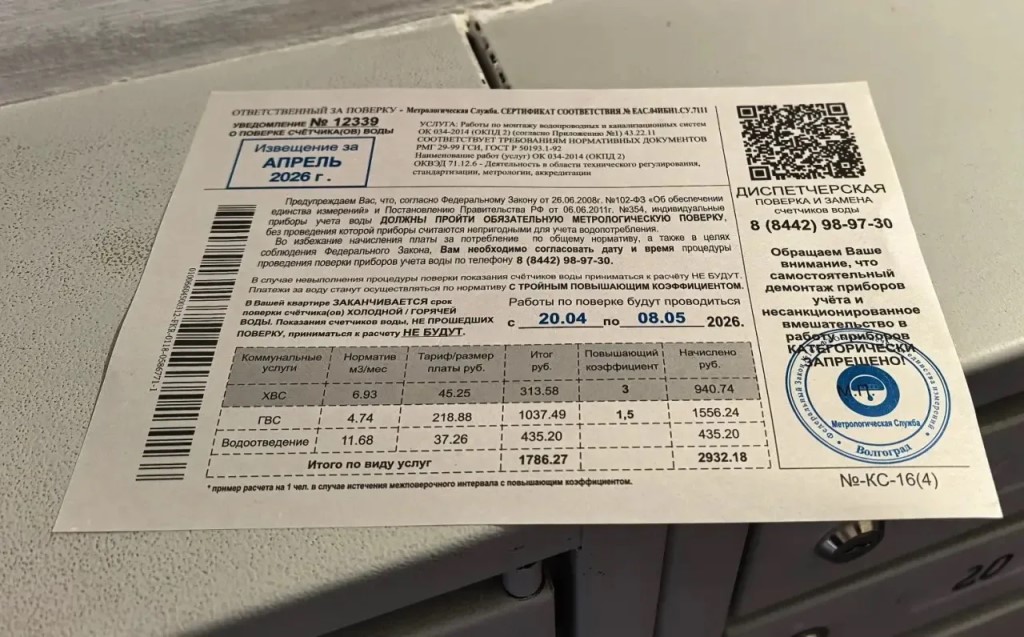 ОТВЕТСТВЕННЫЙ ЗА ПОВЕРКУ - Метрологическая Служба. СЕРТИФИКАТ СООТВЕТСТВИЯ № ЕАС.04ИБН1.СУ.7111
УВЕДОМЛЕНИЕ № 12339
О ПОВЕРКЕ СЧЁТЧИКА(ОВ) ВОДЫ
Извещение за
АПРЕЛЬ
2026 г.
УСЛУГА: Работы по монтажу водопроводных и канализационных систем
ОК 034-2014 (ОКПД 2) (согласно Приложению №1) 43.22.11
СООТВЕТСТВУЕТ ТРЕБОВАНИЯМ НОРМАТИВНЫХ ДОКУМЕНТОВ
РМГ 29-99 ГСИ, ГОСТ Р 50193.1-92
Наименование работ (услуг) ОК 034-2014 (ОКПД 2)
ОКВЭД 71.12.6 - Деятельность в области технического регулирования,
стандартизации, метрологии, аккредитации
Предупреждаем Вас, что, согласно Федеральному Закону от 26.06.2008г. №102-ФЗ «Об обеспечении
единства измерений» и Постановлении Правительства РФ от 06.06.2011г. №354, индивидуальные
приборы учета воды ДОЛЖНЫ ПРОЙТИ ОБЯЗАТЕЛЬНУЮ МЕТРОЛОГИЧЕСКУЮ ПОВЕРКУ,
без проведения которой приборы считаются непригодными для учета водопотребления.
Во избежание начисления платы за потребление по общему нормативу, а также в целях
соблюдения Федерального Закона, Вам необходимо согласовать дату и время процедуры
проведения поверки приборов учета воды по телефону 8 (8442) 98-97-30.
В случае невыполнения процедуры поверки показания счётчиков воды приниматься к расчёту НЕ БУДУТ.
Платежи за воду станут осуществляться по нормативу С ТРОЙНЫМ ПОВЫШАЮЩИМ КОЭФФИЦИЕНТОМ.
В Вашей квартире ЗАКАНЧИВАЕТСЯ срок
поверки счётчика(ов) ХОЛОДНОЙ / ГОРЯЧЕЙ
ВОДЫ. Показания счетчиков воды, НЕ ПРОШЕДШИХ
ПОВЕРКУ, приниматься к расчету НЕ БУДУТ.
Работы по поверке будут проводиться
с 20.04 по 08.05 2026.
Коммунальные услуги Норматив м3/мес Тариф/размер платы руб. Итог руб. Повышающий коэффициент Начислено руб.
ХВС 6.93 45.25 313.58 3 940.74
ГВС 4.74 218.88 1037.49 1,5 1556.24
Водоотведение 11.68 37.26 435.20 435.20
Итого по виду услуг 1786.27 2932.18
* пример расчета на 1 чел. в случае истечения межповерочного интервала с повышающим коэффициентом.
ДИСПЕТЧЕРСКАЯ
ПОВЕРКА И ЗАМЕНА
счетчиков воды
8 (8442) 98-97-30
Обращаем Ваше
внимание, что
самостоятельный
демонтаж приборов
учёта и
несанкционированное
вмешательство в
работу приборов
КАТЕГОРИЧЕСКИ
ЗАПРЕЩЕНО!
М.П.
Метрологическая Служба
Волгоград
№-КС-16(4)
20